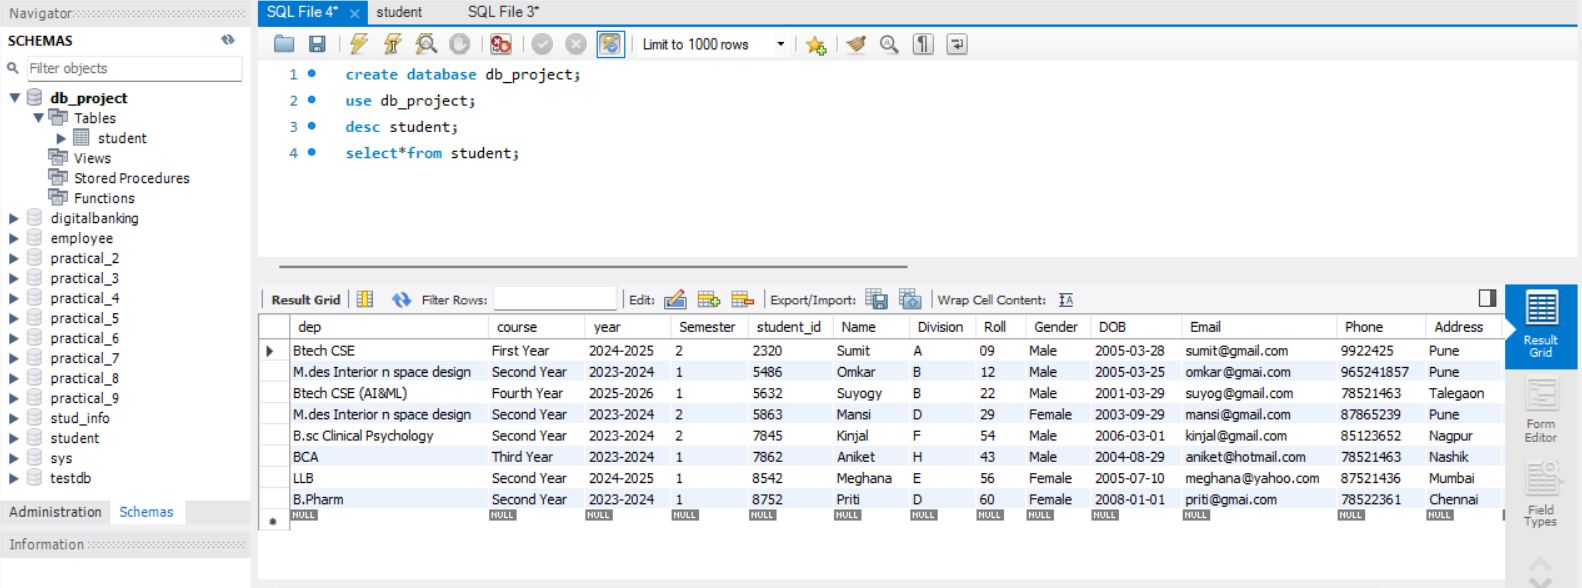 Navigator
SCHEMAS
Filter objects
db_project
Tables
student
Views
Stored Procedures
Functions
digitalbanking
employee
practical_2
practical_3
practical_4
practical_5
practical_6
practical_7
practical_8
practical_9
stud_info
student
sys
testdb
Administration Schemas
Information
SQL File 4* student SQL File 3*
Limit to 1000 rows
1 create database db_project;
2 use db_project;
3 desc student;
4 select*from student;
Result Grid Filter Rows: Edit: Export/Import: Wrap Cell Content:
dep course year Semester student_id Name Division Roll Gender DOB Email Phone Address
Btech CSE First Year 2024-2025 2 2320 Sumit A 09 Male 2005-03-28 sumit@gmail.com 9922425 Pune
M.des Interior n space design Second Year 2023-2024 1 5486 Omkar B 12 Male 2005-03-25 omkar@gmai.com 965241857 Pune
Btech CSE (AI&ML) Fourth Year 2025-2026 1 5632 Suyogy B 22 Male 2001-03-29 suyog@gmail.com 78521463 Talegaon
M.des Interior n space design Second Year 2023-2024 2 5863 Mansi D 29 Female 2003-09-29 mansi@gmail.com 87865239 Pune
B.sc Clinical Psychology Second Year 2023-2024 2 7845 Kinjal F 54 Male 2006-03-01 kinjal@gmail.com 85123652 Nagpur
BCA Third Year 2023-2024 1 7862 Aniket H 43 Male 2004-08-29 aniket@hotmail.com 78521463 Nashik
LLB Second Year 2024-2025 1 8542 Meghana E 56 Female 2005-07-10 meghana@yahoo.com 87521436 Mumbai
B.Pharm Second Year 2023-2024 1 8752 Priti D 60 Female 2008-01-01 priti@gmai.com 78522361 Chennai
NULL NULL NULL NULL NULL NULL NULL NULL NULL NULL NULL NULL NULL
Result
Grid
Form
Editor
Field
Types